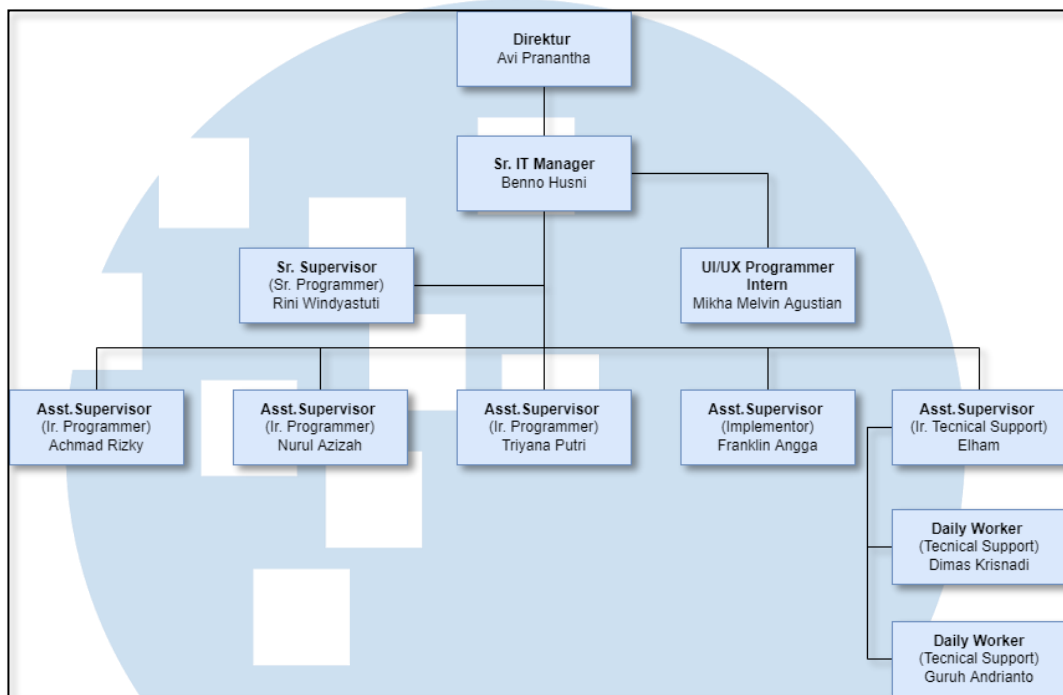 Direktur
Avi Pranantha
Sr. IT Manager
Benno Husni
Sr. Supervisor
(Sr. Programmer)
Rini Windyastuti
UI/UX Programmer
Intern
Mikha Melvin Agustian
Asst.Supervisor
(Ir. Programmer)
Achmad Rizky
Asst.Supervisor
(Ir. Programmer)
Nurul Azizah
Asst.Supervisor
(Ir. Programmer)
Triyana Putri
Asst.Supervisor
(Implementor)
Franklin Angga
Asst.Supervisor
(Ir. Tecnical Support)
Elham
Daily Worker
(Tecnical Support)
Dimas Krisnadi
Daily Worker
(Tecnical Support)
Guruh Andrianto